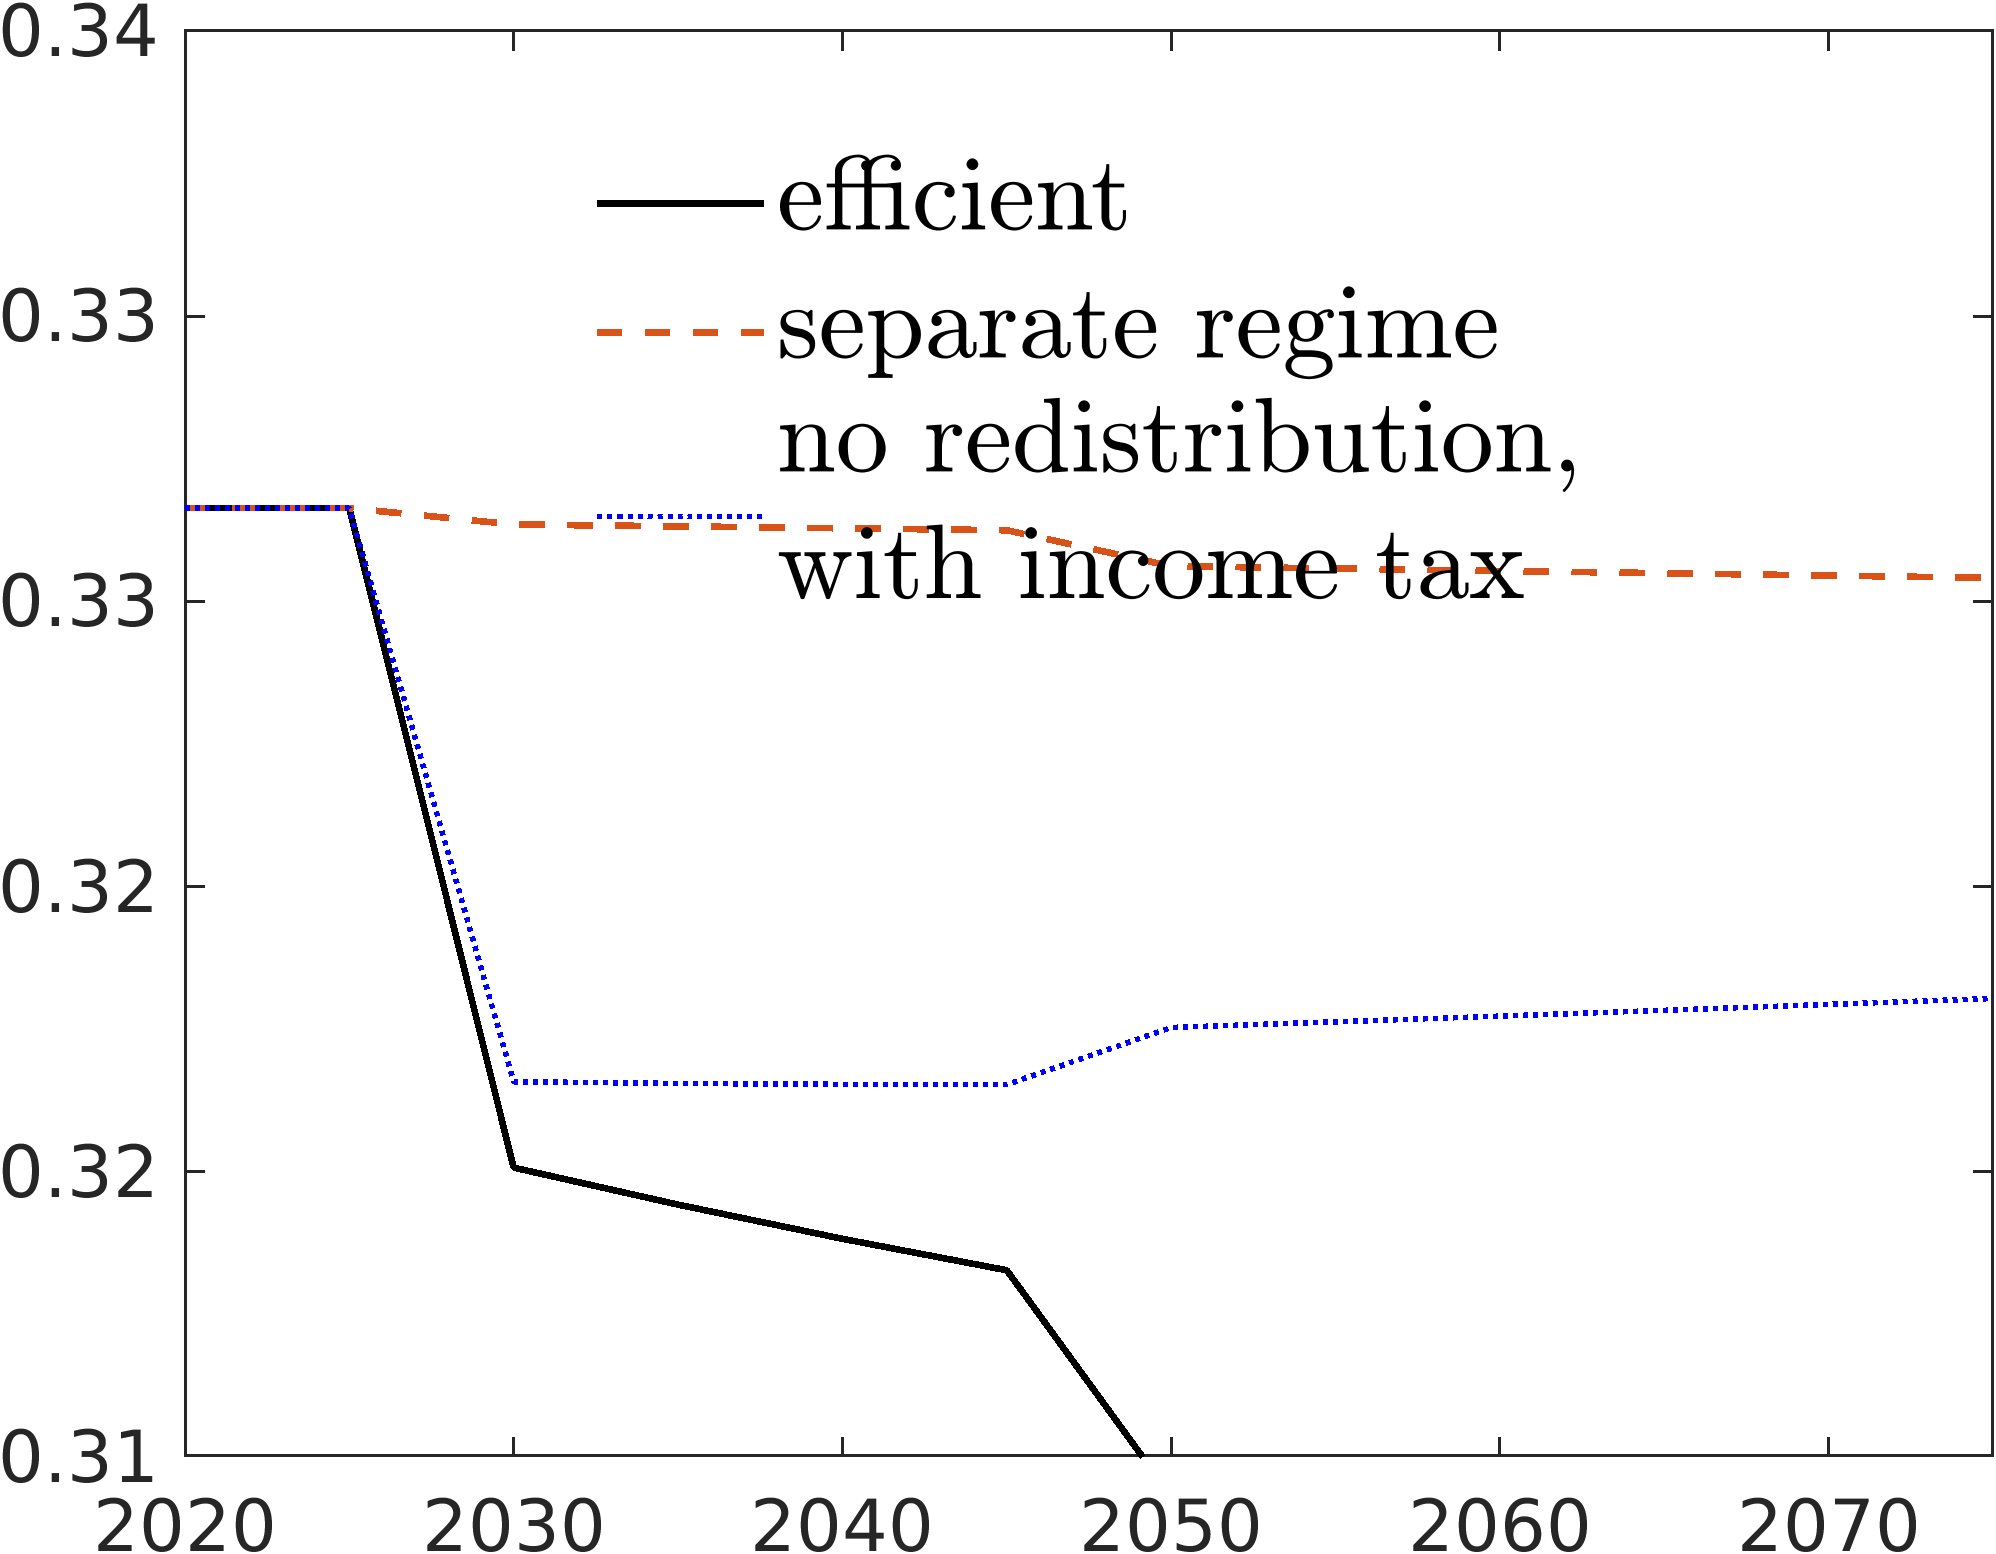 0.34
efficient
0.33
separate regime
no redistribution,
with income tax
0.33
0.32
0.32
0.31
2020 2030 2040 2050 2060 2070